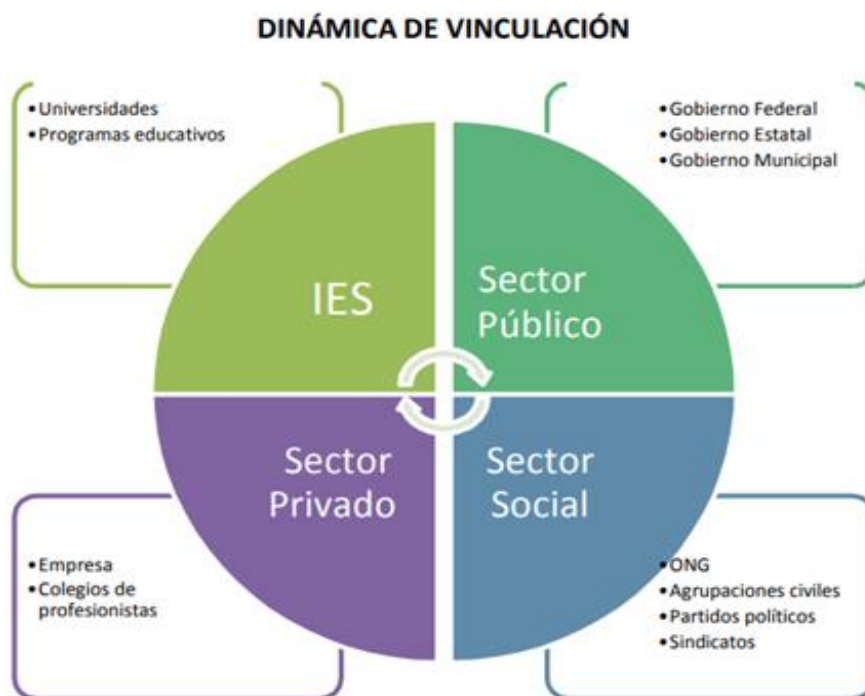 DINÁMICA DE VINCULACIÓN
•Universidades
•Programas educativos
•Gobierno Federal
•Gobierno Estatal
•Gobierno Municipal
IES
Sector
Público
Sector
Privado
Sector
Social
•Empresa
•Colegios de
profesionistas
•ONG
•Agrupaciones civiles
•Partidos políticos
•Sindicatos